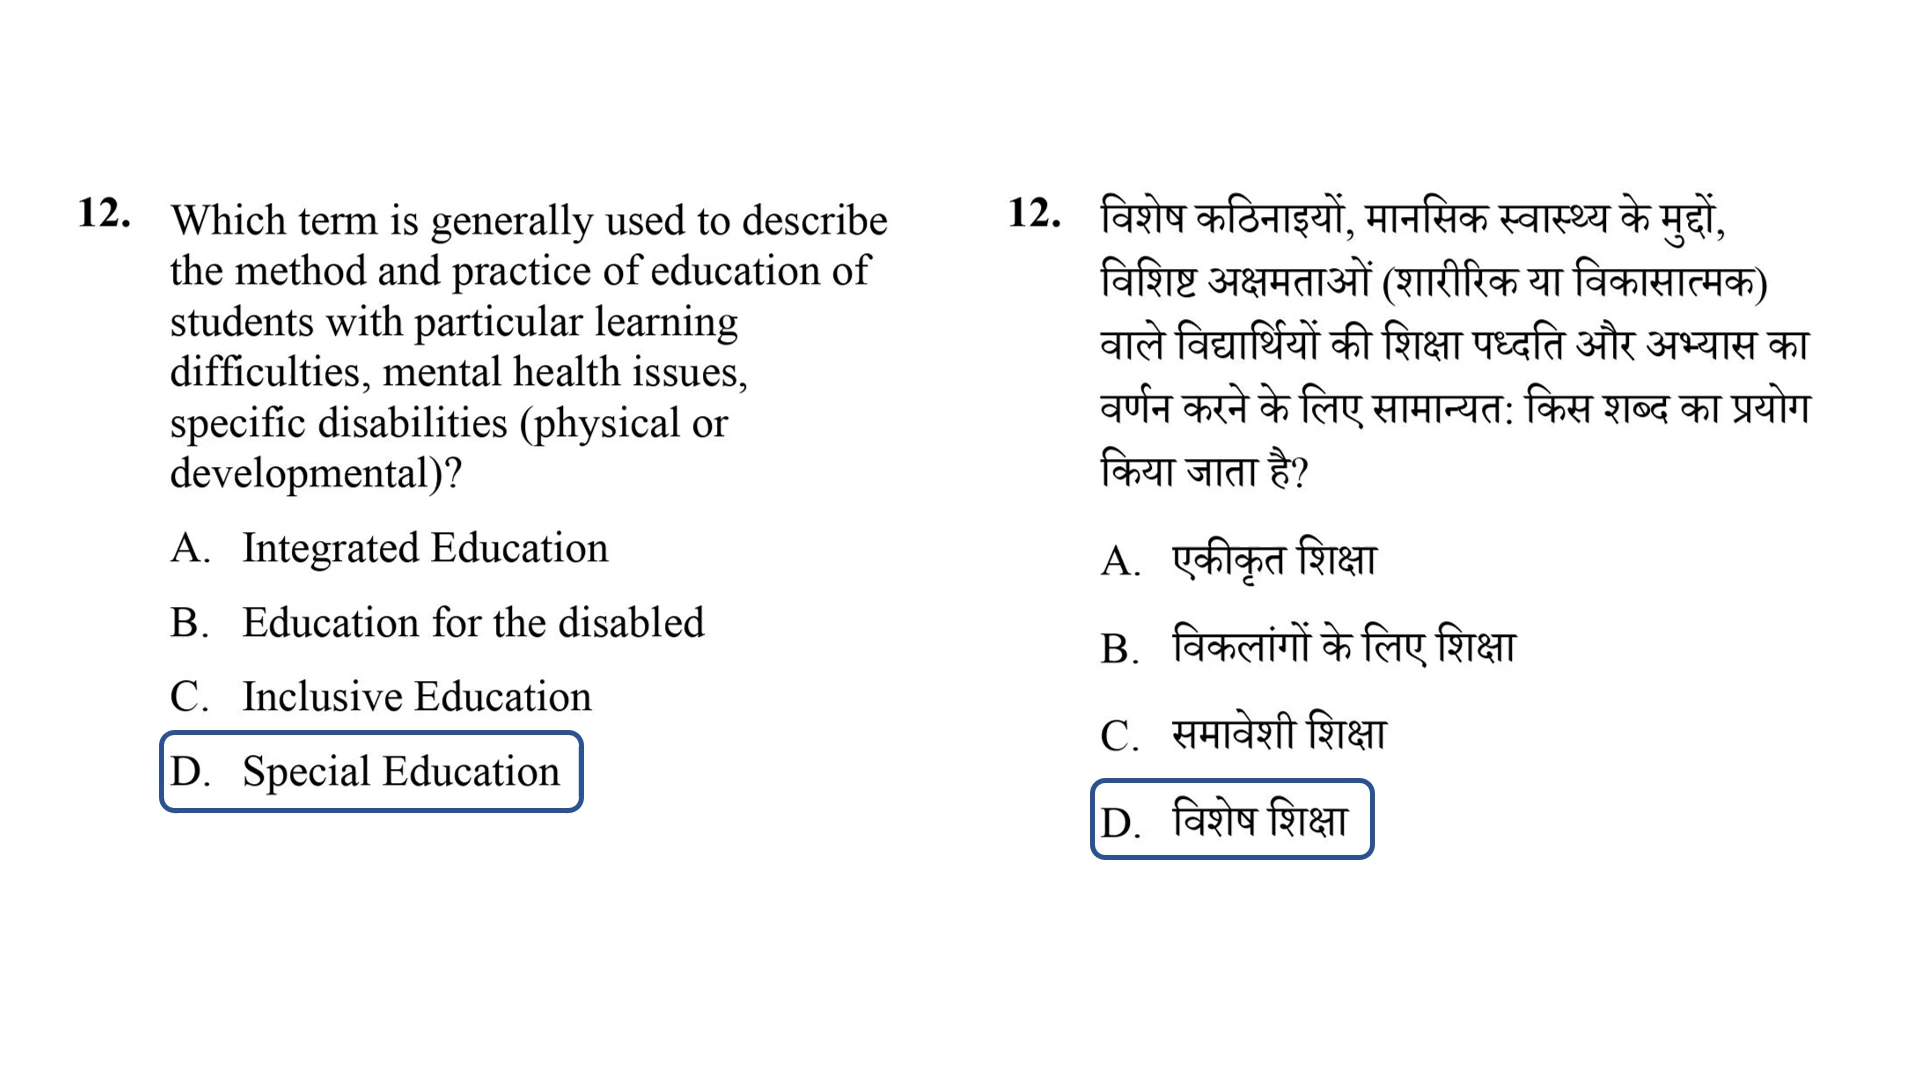 12. Which term is generally used to describe
the method and practice of education of
students with particular learning
difficulties, mental health issues,
specific disabilities (physical or
developmental)?
A. Integrated Education
B. Education for the disabled
C. Inclusive Education
D. Special Education
12. विशेष कठिनाइयों, मानसिक स्वास्थ्य के मुद्दों,
विशिष्ट अक्षमताओं (शारीरिक या विकासात्मक)
वाले विद्यार्थियों की शिक्षा पध्दति और अभ्यास का
वर्णन करने के लिए सामान्यत: किस शब्द का प्रयोग
किया जाता है?
A. एकीकृत शिक्षा
B. विकलांगों के लिए शिक्षा
C. समावेशी शिक्षा
D. विशेष शिक्षा